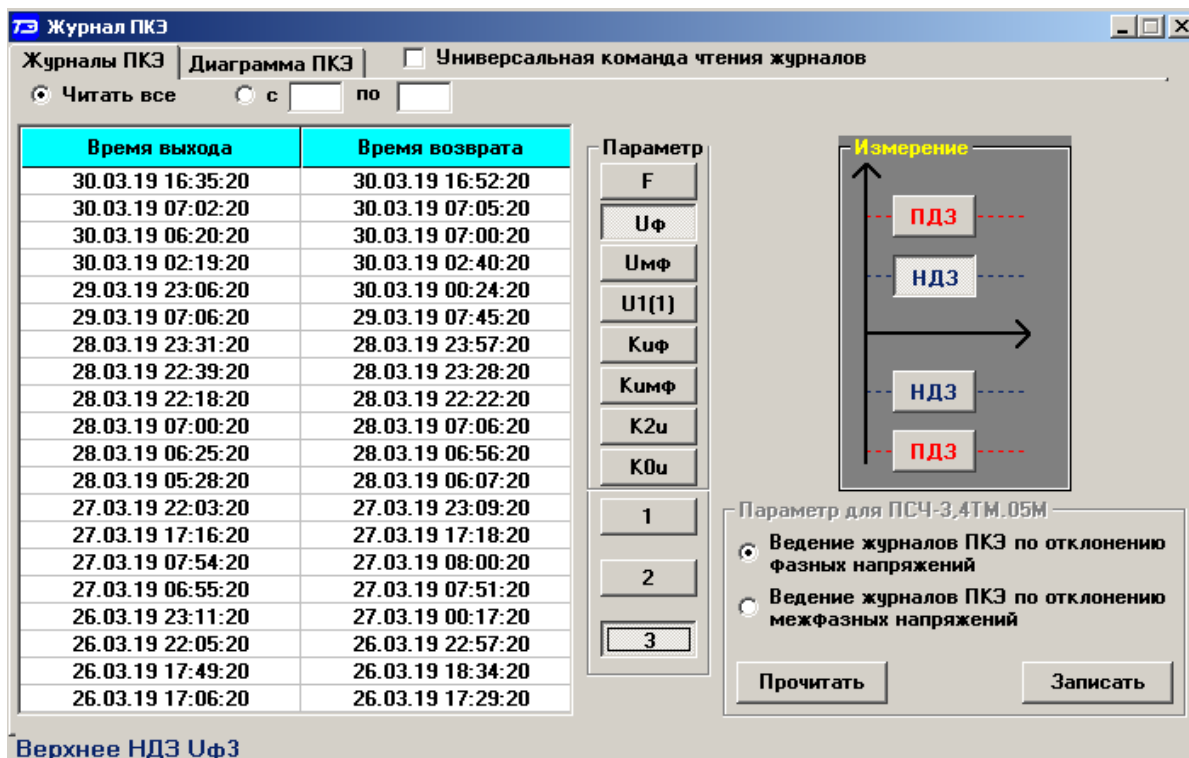 ТЭ Журнал ПКЭ
Журналы ПКЭ Диаграмма ПКЭ Универсальная команда чтения журналов
Читать все с по
Время выхода Время возврата
30.03.19 16:35:20 30.03.19 16:52:20
30.03.19 07:02:20 30.03.19 07:05:20
30.03.19 06:20:20 30.03.19 07:00:20
30.03.19 02:19:20 30.03.19 02:40:20
29.03.19 23:06:20 30.03.19 00:24:20
29.03.19 07:06:20 29.03.19 07:45:20
28.03.19 23:31:20 28.03.19 23:57:20
28.03.19 22:39:20 28.03.19 23:28:20
28.03.19 22:18:20 28.03.19 22:22:20
28.03.19 07:00:20 28.03.19 07:06:20
28.03.19 06:25:20 28.03.19 06:56:20
28.03.19 05:28:20 28.03.19 06:07:20
27.03.19 22:03:20 27.03.19 23:09:20
27.03.19 17:16:20 27.03.19 17:18:20
27.03.19 07:54:20 27.03.19 08:00:20
27.03.19 06:55:20 27.03.19 07:51:20
26.03.19 23:11:20 27.03.19 00:17:20
26.03.19 22:05:20 26.03.19 22:57:20
26.03.19 17:49:20 26.03.19 18:34:20
26.03.19 17:06:20 26.03.19 17:29:20
Параметр
F
Uф
Uмф
U1(1)
Kuф
Kuмф
K2u
K0u
1
2
3
Измерение
ПДЗ
НДЗ
НДЗ
ПДЗ
Параметр для ПСЧ-3,4ТМ.05М
Ведение журналов ПКЭ по отклонению
фазных напряжений
Ведение журналов ПКЭ по отклонению
межфазных напряжений
Прочитать Записать
Верхнее НДЗ Uф3